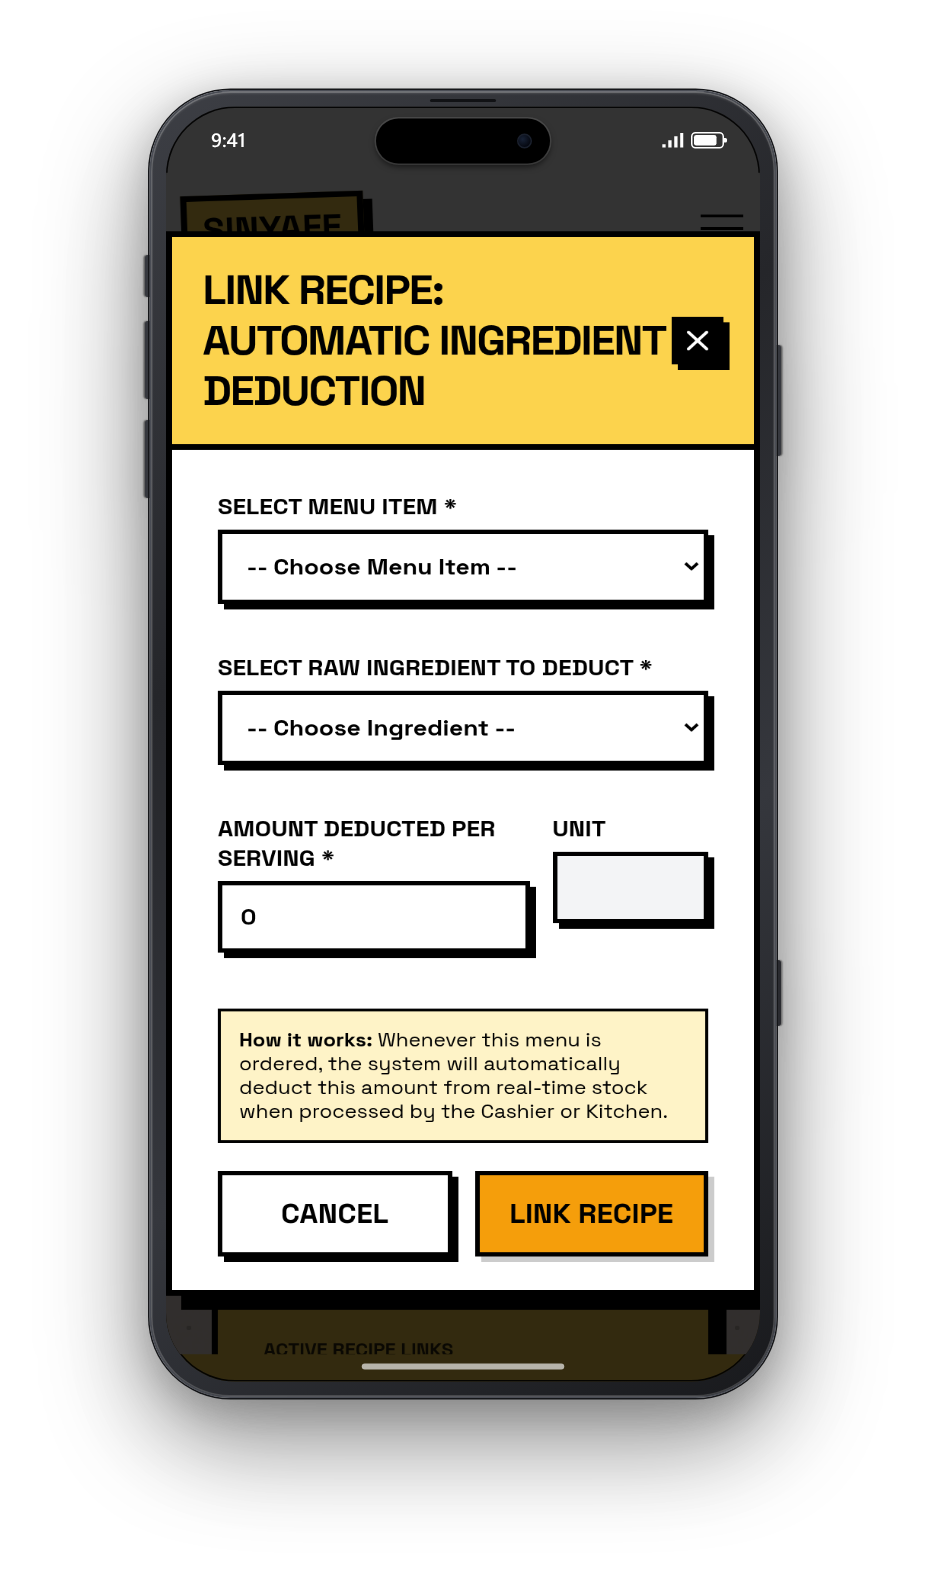 9:41
SINYAFE
LINK RECIPE:
AUTOMATIC INGREDIENT
DEDUCTION
SELECT MENU ITEM *
-- Choose Menu Item --
SELECT RAW INGREDIENT TO DEDUCT *
-- Choose Ingredient --
AMOUNT DEDUCTED PER
SERVING *
UNIT
0
How it works: Whenever this menu is
ordered, the system will automatically
deduct this amount from real-time stock
when processed by the Cashier or Kitchen.
CANCEL
LINK RECIPE
ACTIVE RECIPE LINKS